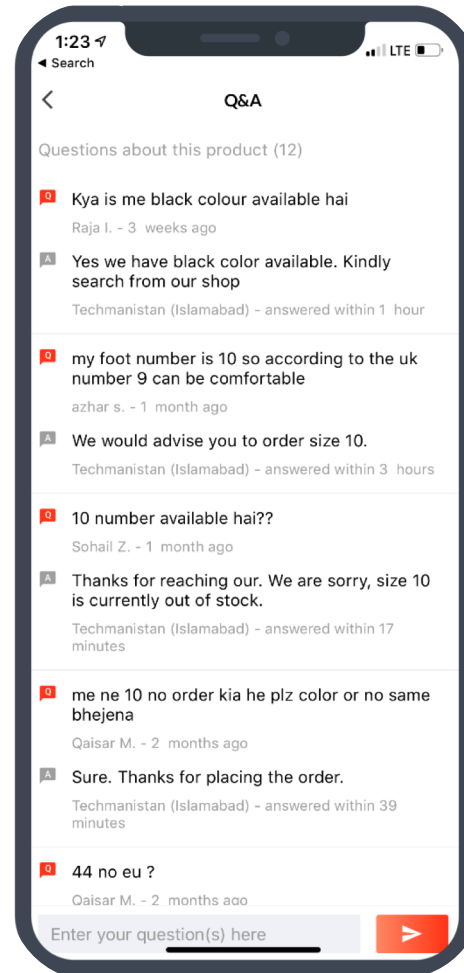 1:23
LTE
Search
Q&A
Questions about this product (12)
Q
Kya is me black colour available hai
Raja I. - 3 weeks ago
A
Yes we have black color available. Kindly
search from our shop
Techmanistan (Islamabad) - answered within 1 hour
Q
my foot number is 10 so according to the uk
number 9 can be comfortable
azhar s. - 1 month ago
A
We would advise you to order size 10.
Techmanistan (Islamabad) - answered within 3 hours
Q
10 number available hai??
Sohail Z. - 1 month ago
A
Thanks for reaching our. We are sorry, size 10
is currently out of stock.
Techmanistan (Islamabad) - answered within 17
minutes
Q
me ne 10 no order kia he plz color or no same
bhejena
Qaisar M. - 2 months ago
A
Sure. Thanks for placing the order.
Techmanistan (Islamabad) - answered within 39
minutes
Q
44 no eu ?
Qaisar M. - 2 months ago
Enter your question(s) here